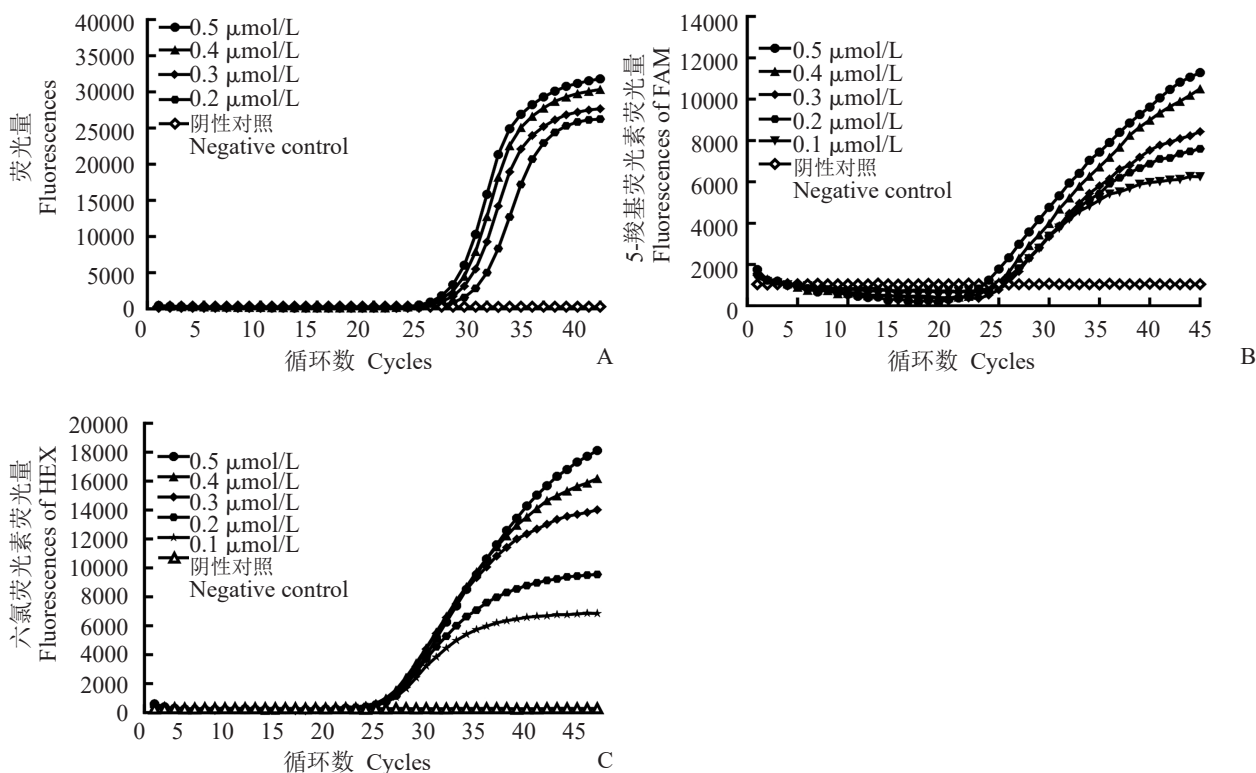 荧光量
Fluorescences
40000
35000
30000
25000
20000
15000
10000
5000
0
0.5 μmol/L
0.4 μmol/L
0.3 μmol/L
0.2 μmol/L
阴性对照
Negative control
0 5 10 15 20 25 30 35 40
循环数 Cycles
A
5-羧基荧光素荧光量
Fluorescences of FAM
14000
12000
10000
8000
6000
4000
2000
0
0.5 μmol/L
0.4 μmol/L
0.3 μmol/L
0.2 μmol/L
0.1 μmol/L
阴性对照
Negative control
0 5 10 15 20 25 30 35 40 45
循环数 Cycles
B
六氯荧光素荧光量
Fluorescences of HEX
20000
18000
16000
14000
12000
10000
8000
6000
4000
2000
0
0.5 μmol/L
0.4 μmol/L
0.3 μmol/L
0.2 μmol/L
0.1 μmol/L
阴性对照
Negative control
0 5 10 15 20 25 30 35 40 45
循环数 Cycles
C